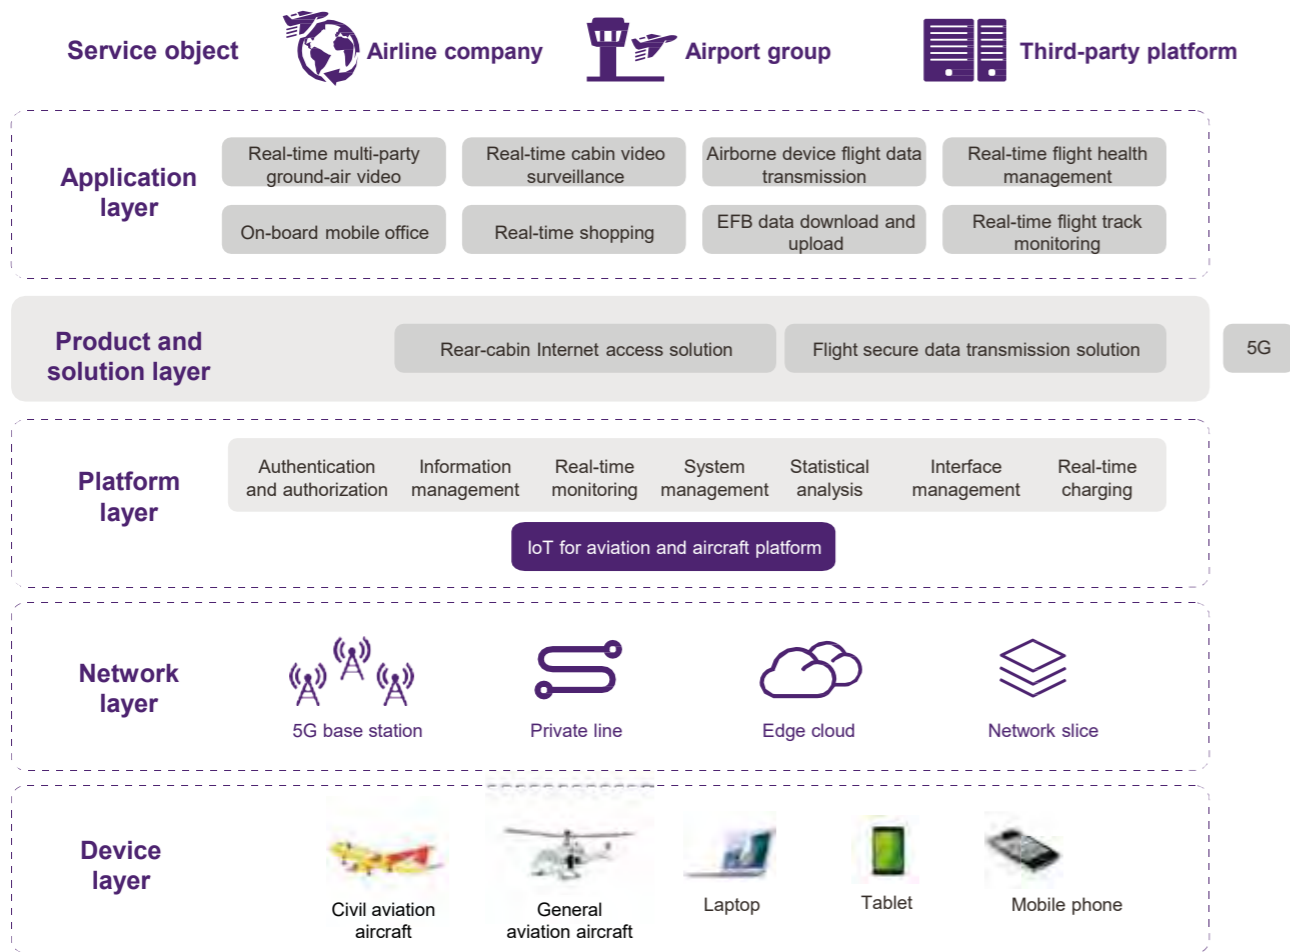 Service object
Airline company
Airport group
Third-party platform
Application
layer
Real-time multi-party
ground-air video
Real-time cabin video
surveillance
Airborne device flight data
transmission
Real-time flight health
management
On-board mobile office
Real-time shopping
EFB data download and
upload
Real-time flight track
monitoring
Product and
solution layer
Rear-cabin Internet access solution
Flight secure data transmission solution
5G
Platform
layer
Authentication
and authorization
Information
management
Real-time
monitoring
System
management
Statistical
analysis
Interface
management
Real-time
charging
IoT for aviation and aircraft platform
Network
layer
5G base station
Private line
Edge cloud
Network slice
Device
layer
Civil aviation
aircraft
General
aviation aircraft
Laptop
Tablet
Mobile phone